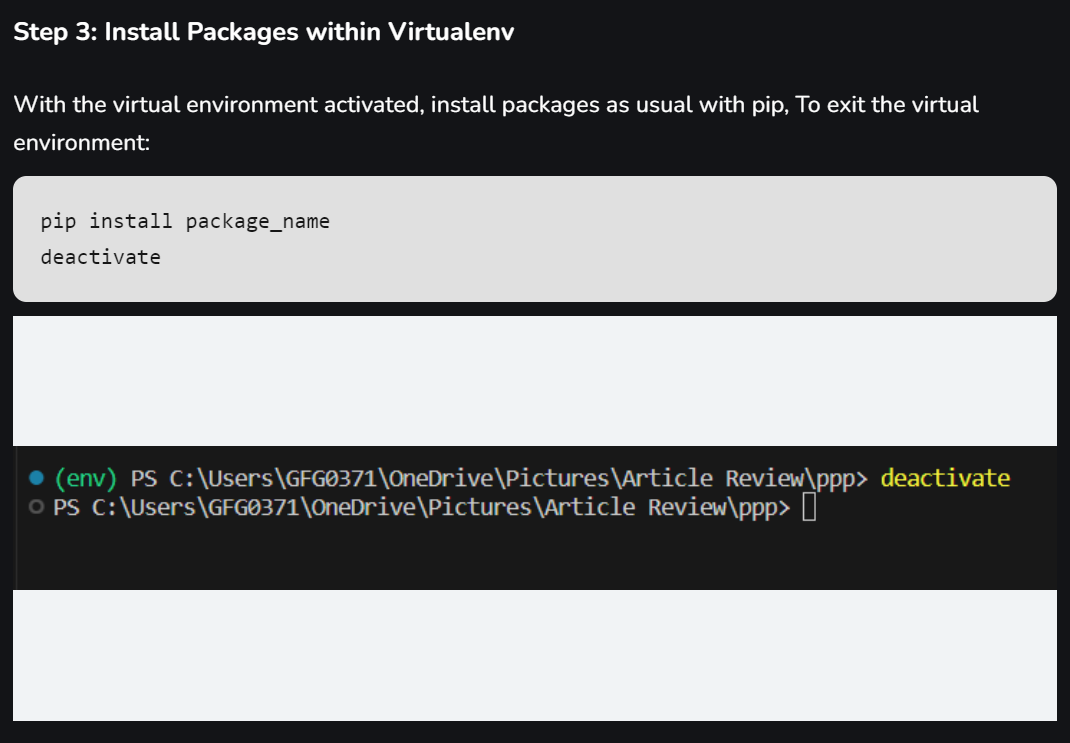 Step 3: Install Packages within Virtualenv
With the virtual environment activated, install packages as usual with pip, To exit the virtual
environment:
pip install package_name
deactivate
(env) PS C:\Users\GFG0371\OneDrive\Pictures\Article Review\ppp> deactivate
PS C:\Users\GFG0371\OneDrive\Pictures\Article Review\ppp>